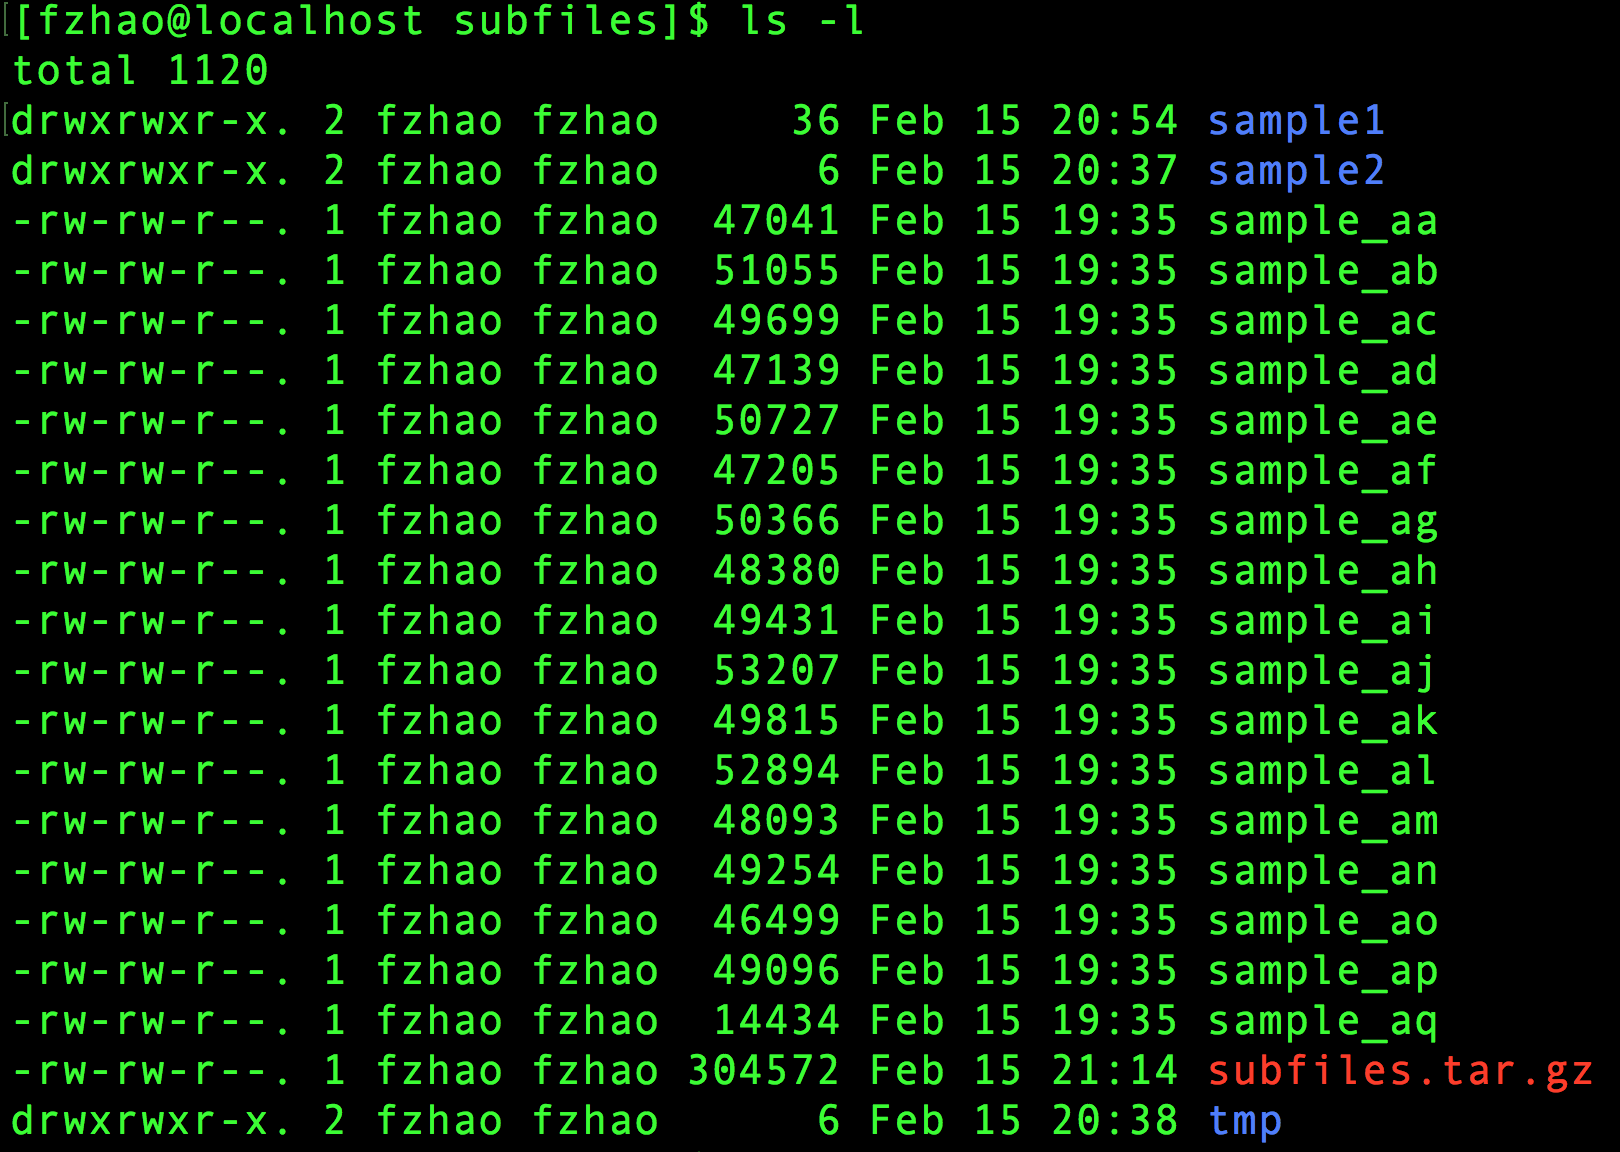 [fzhao@localhost subfiles]$ ls -l
total 1120
drwxrwxr-x. 2 fzhao fzhao     36 Feb 15 20:54 sample1
drwxrwxr-x. 2 fzhao fzhao      6 Feb 15 20:37 sample2
-rw-rw-r--. 1 fzhao fzhao  47041 Feb 15 19:35 sample_aa
-rw-rw-r--. 1 fzhao fzhao  51055 Feb 15 19:35 sample_ab
-rw-rw-r--. 1 fzhao fzhao  49699 Feb 15 19:35 sample_ac
-rw-rw-r--. 1 fzhao fzhao  47139 Feb 15 19:35 sample_ad
-rw-rw-r--. 1 fzhao fzhao  50727 Feb 15 19:35 sample_ae
-rw-rw-r--. 1 fzhao fzhao  47205 Feb 15 19:35 sample_af
-rw-rw-r--. 1 fzhao fzhao  50366 Feb 15 19:35 sample_ag
-rw-rw-r--. 1 fzhao fzhao  48380 Feb 15 19:35 sample_ah
-rw-rw-r--. 1 fzhao fzhao  49431 Feb 15 19:35 sample_ai
-rw-rw-r--. 1 fzhao fzhao  53207 Feb 15 19:35 sample_aj
-rw-rw-r--. 1 fzhao fzhao  49815 Feb 15 19:35 sample_ak
-rw-rw-r--. 1 fzhao fzhao  52894 Feb 15 19:35 sample_al
-rw-rw-r--. 1 fzhao fzhao  48093 Feb 15 19:35 sample_am
-rw-rw-r--. 1 fzhao fzhao  49254 Feb 15 19:35 sample_an
-rw-rw-r--. 1 fzhao fzhao  46499 Feb 15 19:35 sample_ao
-rw-rw-r--. 1 fzhao fzhao  49096 Feb 15 19:35 sample_ap
-rw-rw-r--. 1 fzhao fzhao  14434 Feb 15 19:35 sample_aq
-rw-rw-r--. 1 fzhao fzhao 304572 Feb 15 21:14 subfiles.tar.gz
drwxrwxr-x. 2 fzhao fzhao      6 Feb 15 20:38 tmp